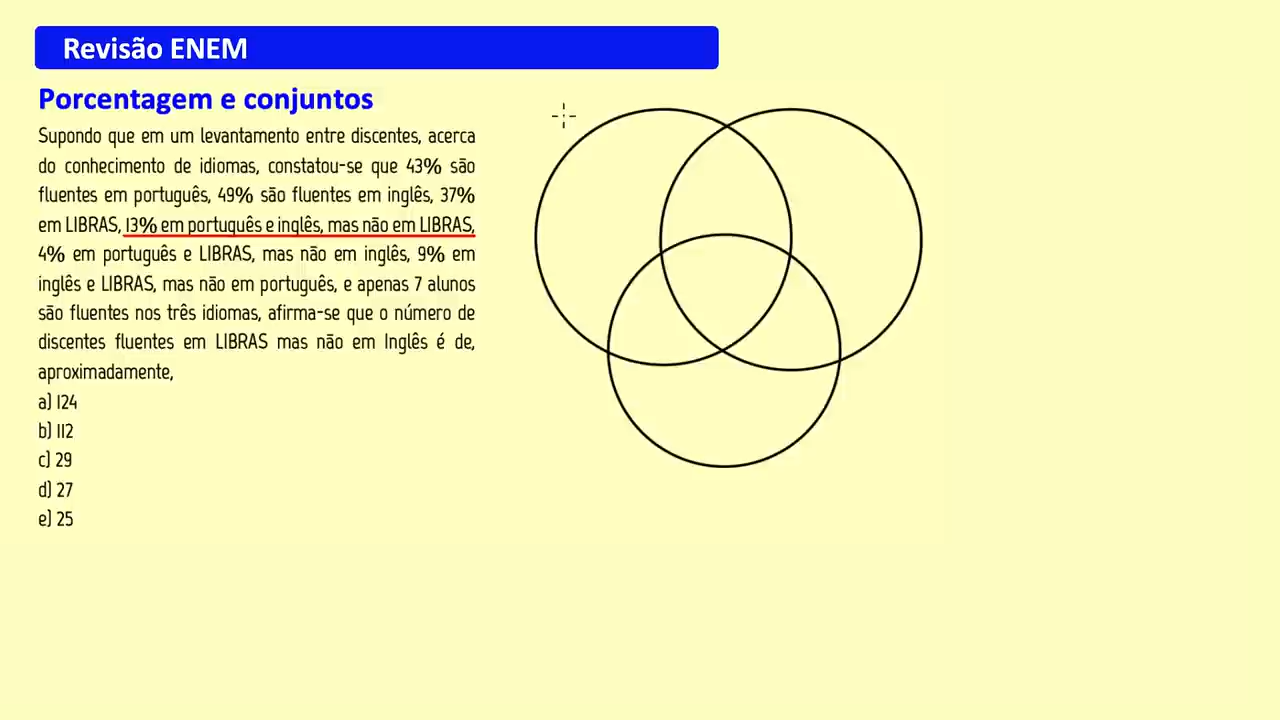 Revisão ENEM
Porcentagem e conjuntos
Supondo que em um levantamento entre discentes, acerca
do conhecimento de idiomas, constatou-se que 43% são
fluentes em português, 49% são fluentes em inglês, 37%
em LIBRAS, 13% em português e inglês, mas não em LIBRAS,
4% em português e LIBRAS, mas não em inglês, 9% em
inglês e LIBRAS, mas não em português, e apenas 7 alunos
são fluentes nos três idiomas, afirma-se que o número de
discentes fluentes em LIBRAS mas não em Inglês é de,
aproximadamente,
a) 124
b) 112
c) 29
d) 27
e) 25